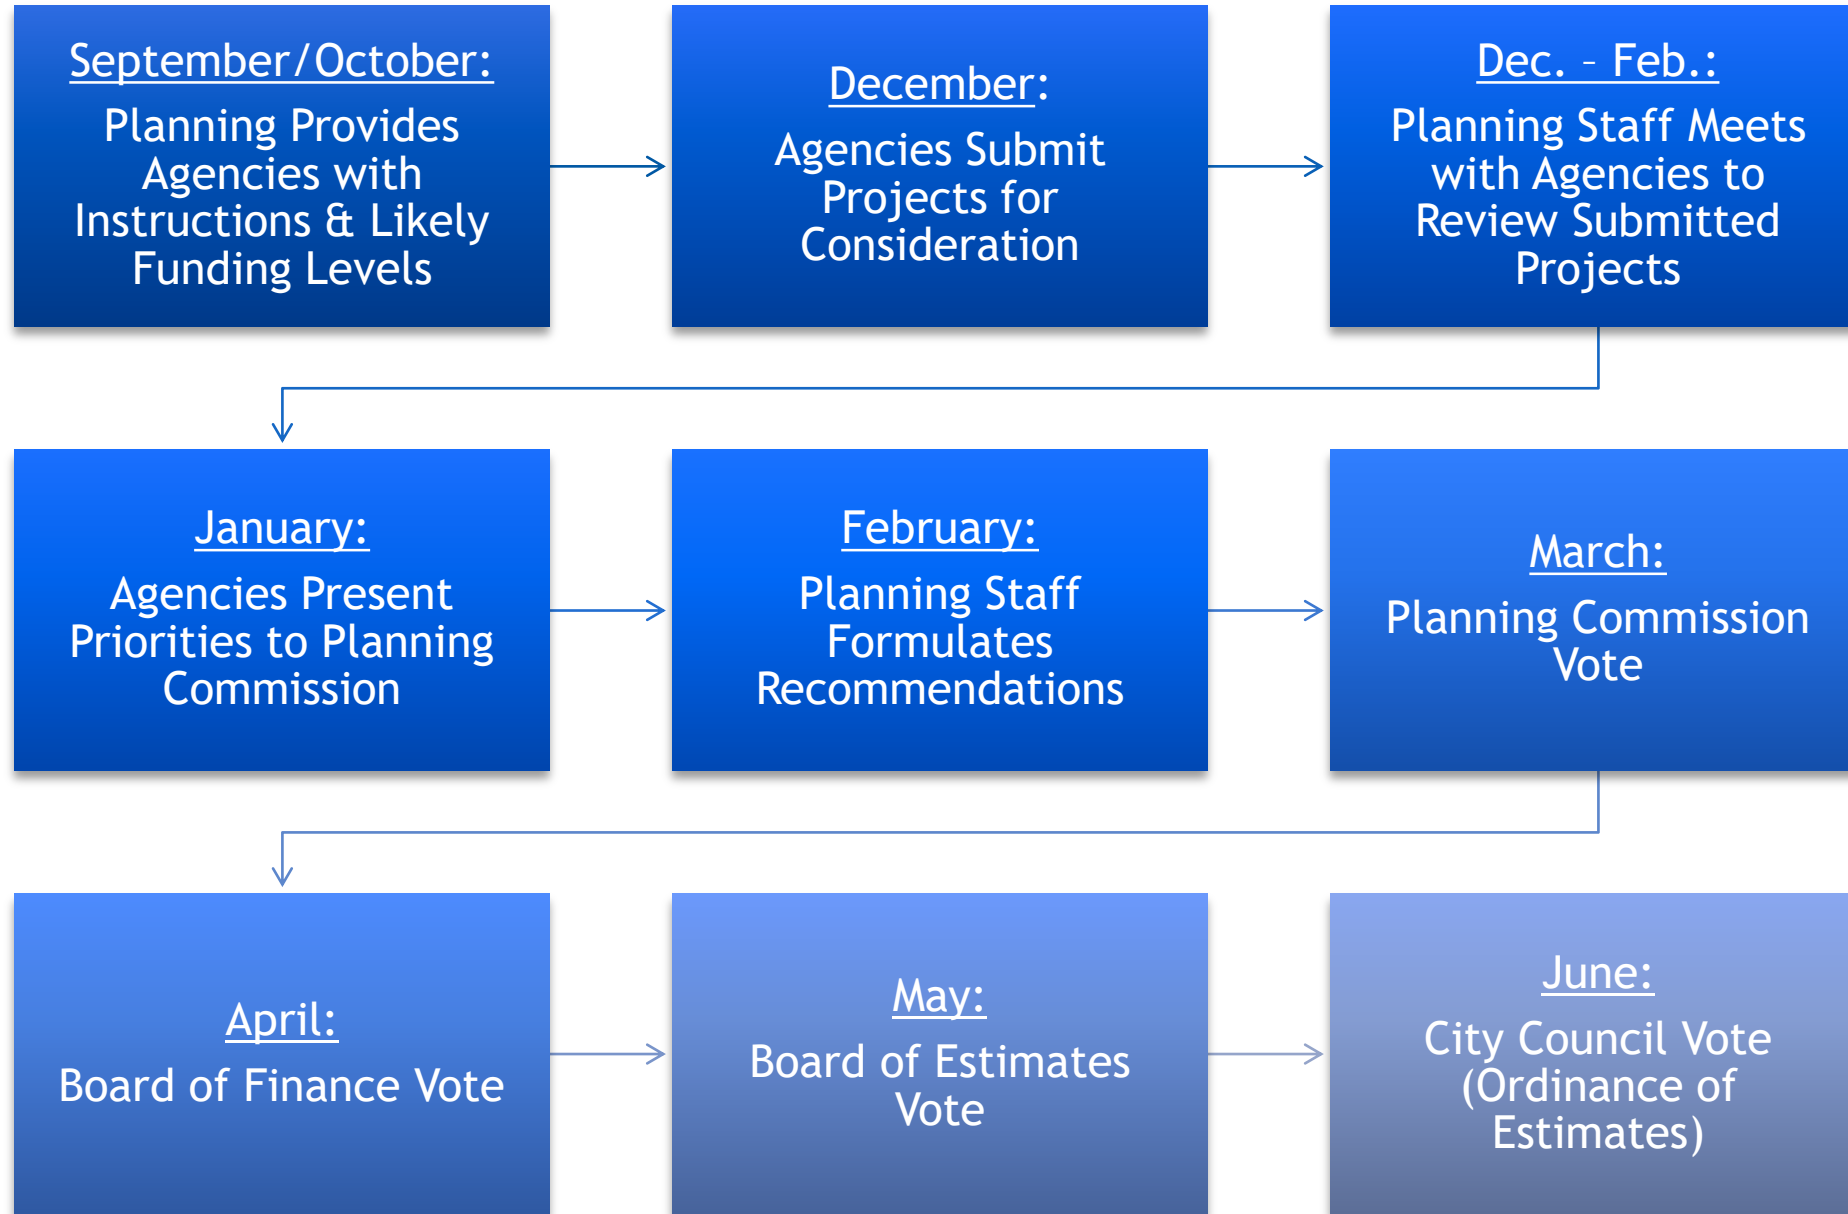 September/October:
Planning Provides
Agencies with
Instructions & Likely
Funding Levels
December:
Agencies Submit
Projects for
Consideration
Dec. – Feb.:
Planning Staff Meets
with Agencies to
Review Submitted
Projects
January:
Agencies Present
Priorities to Planning
Commission
February:
Planning Staff
Formulates
Recommendations
March:
Planning Commission
Vote
April:
Board of Finance Vote
May:
Board of Estimates
Vote
June:
City Council Vote
(Ordinance of
Estimates)